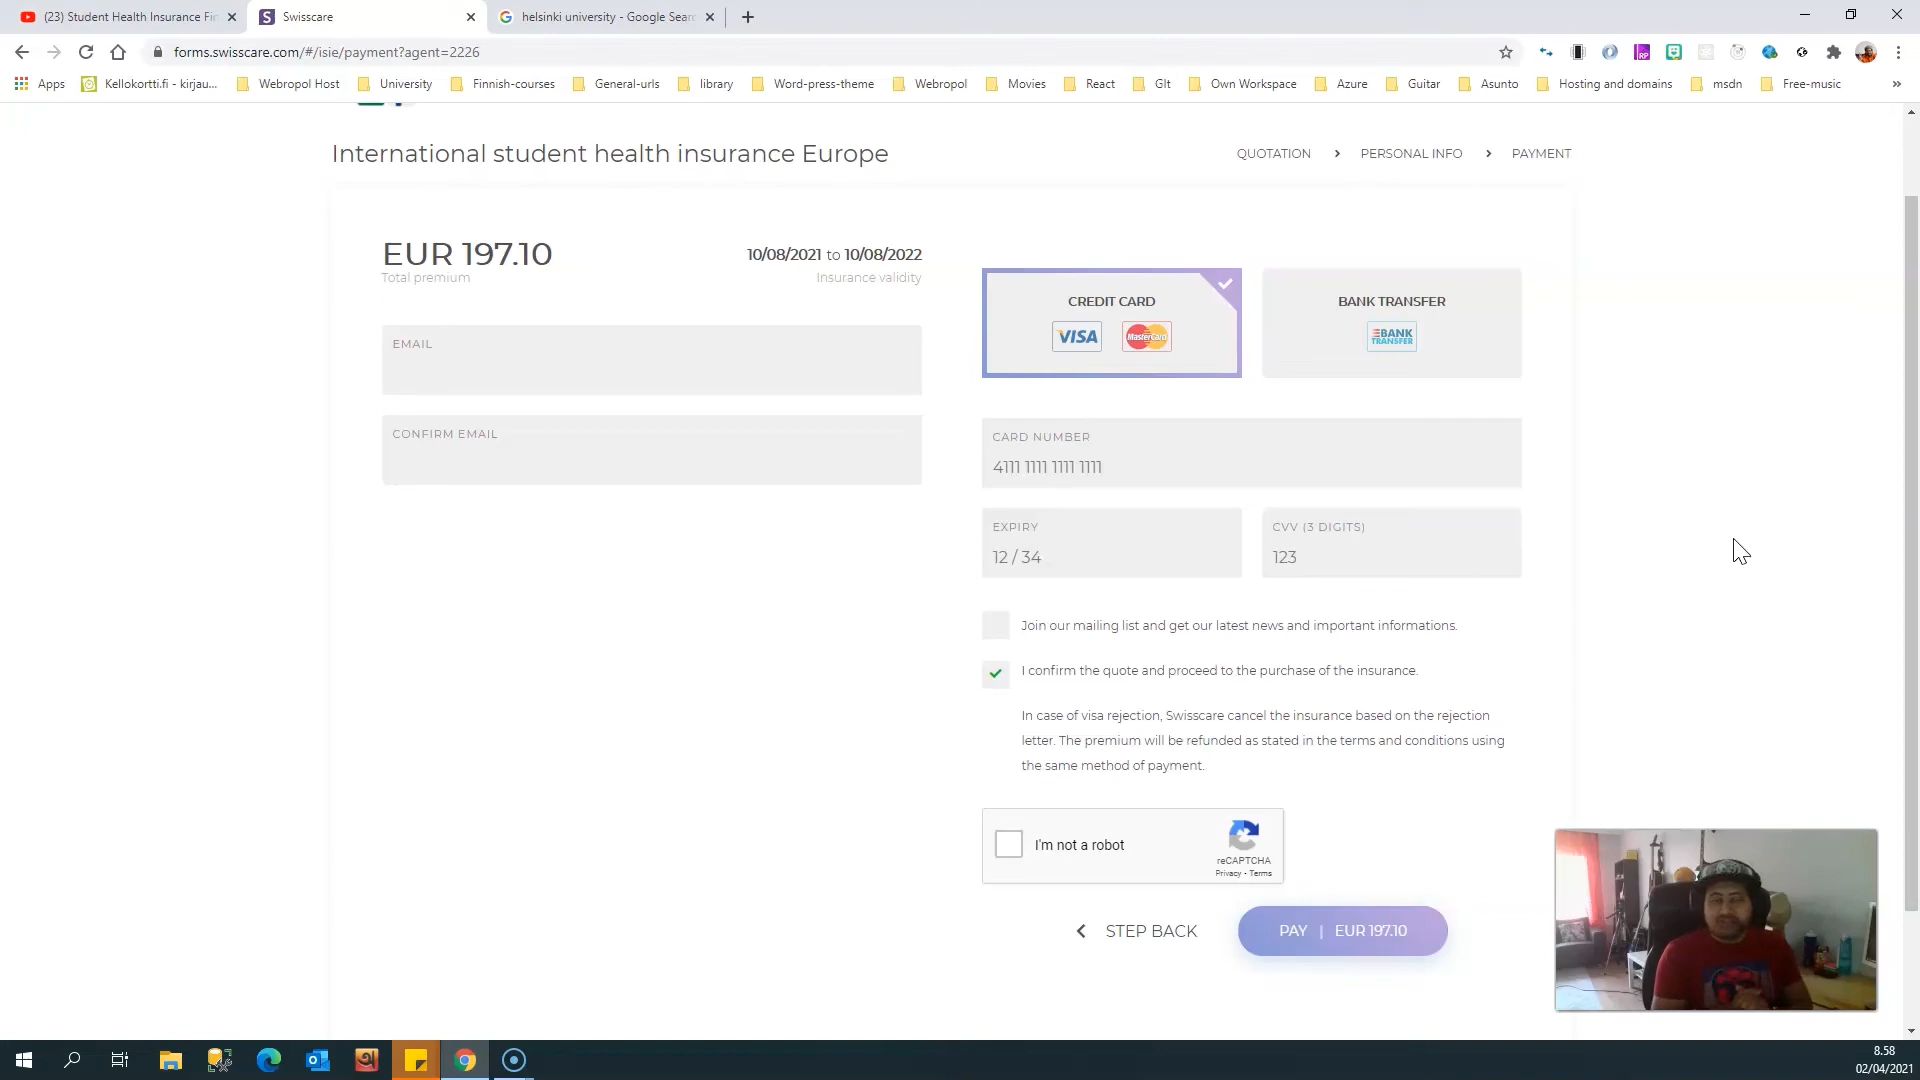 (23) Student Health Insurance Fi
Swisscare
helsinki university - Google Sear
forms.swisscare.com/#/isie/payment?agent=2226
Apps
Kellokortti.fi - kirjau...
Webropol Host
University
Finnish-courses
General-urls
library
Word-press-theme
Webropol
Movies
React
GIt
Own Workspace
Azure
Guitar
Asunto
Hosting and domains
msdn
Free-music
»
International student health insurance Europe
QUOTATION > PERSONAL INFO > PAYMENT
EUR 197.10
10/08/2021 to 10/08/2022
Total premium
Insurance validity
EMAIL
CONFIRM EMAIL
CREDIT CARD
VISA
MasterCard
BANK TRANSFER
BANK
TRANSFER
CARD NUMBER
4111 1111 1111 1111
EXPIRY
12 / 34
CVV (3 DIGITS)
123
Join our mailing list and get our latest news and important informations.
I confirm the quote and proceed to the purchase of the insurance.
In case of visa rejection, Swisscare cancel the insurance based on the rejection
letter. The premium will be refunded as stated in the terms and conditions using
the same method of payment.
I'm not a robot
reCAPTCHA
Privacy - Terms
STEP BACK
PAY | EUR 197.10
8.58
02/04/2021